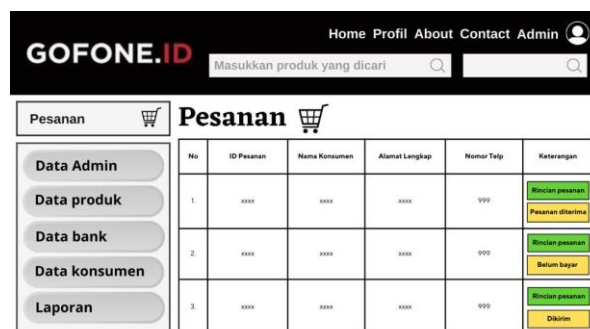 GOFONE.ID
Home Profil About Contact Admin
Masukkan produk yang dicari
Pesanan
Data Admin
Data produk
Data bank
Data konsumen
Laporan
Pesanan
No ID Pesanan Nama Konsumen Alamat Lengkap Nomor Telp Keterangan
1. xxxx xxxx xxxx 999 Rincian pesanan
Pesanan diterima
2. xxxx xxxx xxxx 999 Rincian pesanan
Belum bayar
3. xxxx xxxx xxxx 999 Rincian pesanan
Dikirim